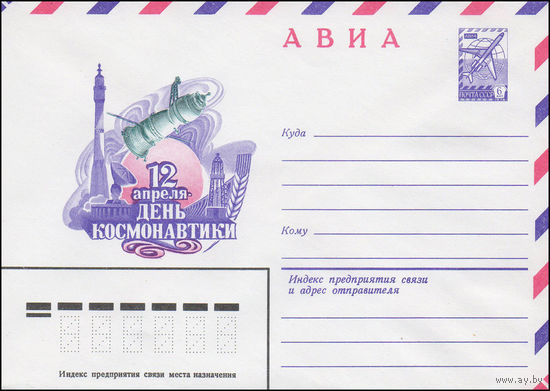 АВИА
ПОЧТА СССР 6
Куда
12
апреля-
ДЕНЬ
КОСМОНАВТИКИ
Кому
Индекс предприятия связи
и адрес отправителя
Индекс предприятия связи места назначения
www.ay.by